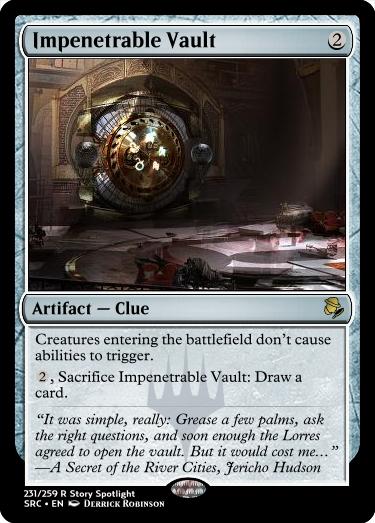 Impenetrable Vault 2
Artifact — Clue
Creatures entering the battlefield don't cause
abilities to trigger.
2, Sacrifice Impenetrable Vault: Draw a
card.
"It was simple, really: Grease a few palms, ask
the right questions, and soon enough the Lorres
agreed to open the vault. But it would cost me..."
—A Secret of the River Cities, Jericho Hudson
231/259 R Story Spotlight
SRC • EN Derrick Robinson